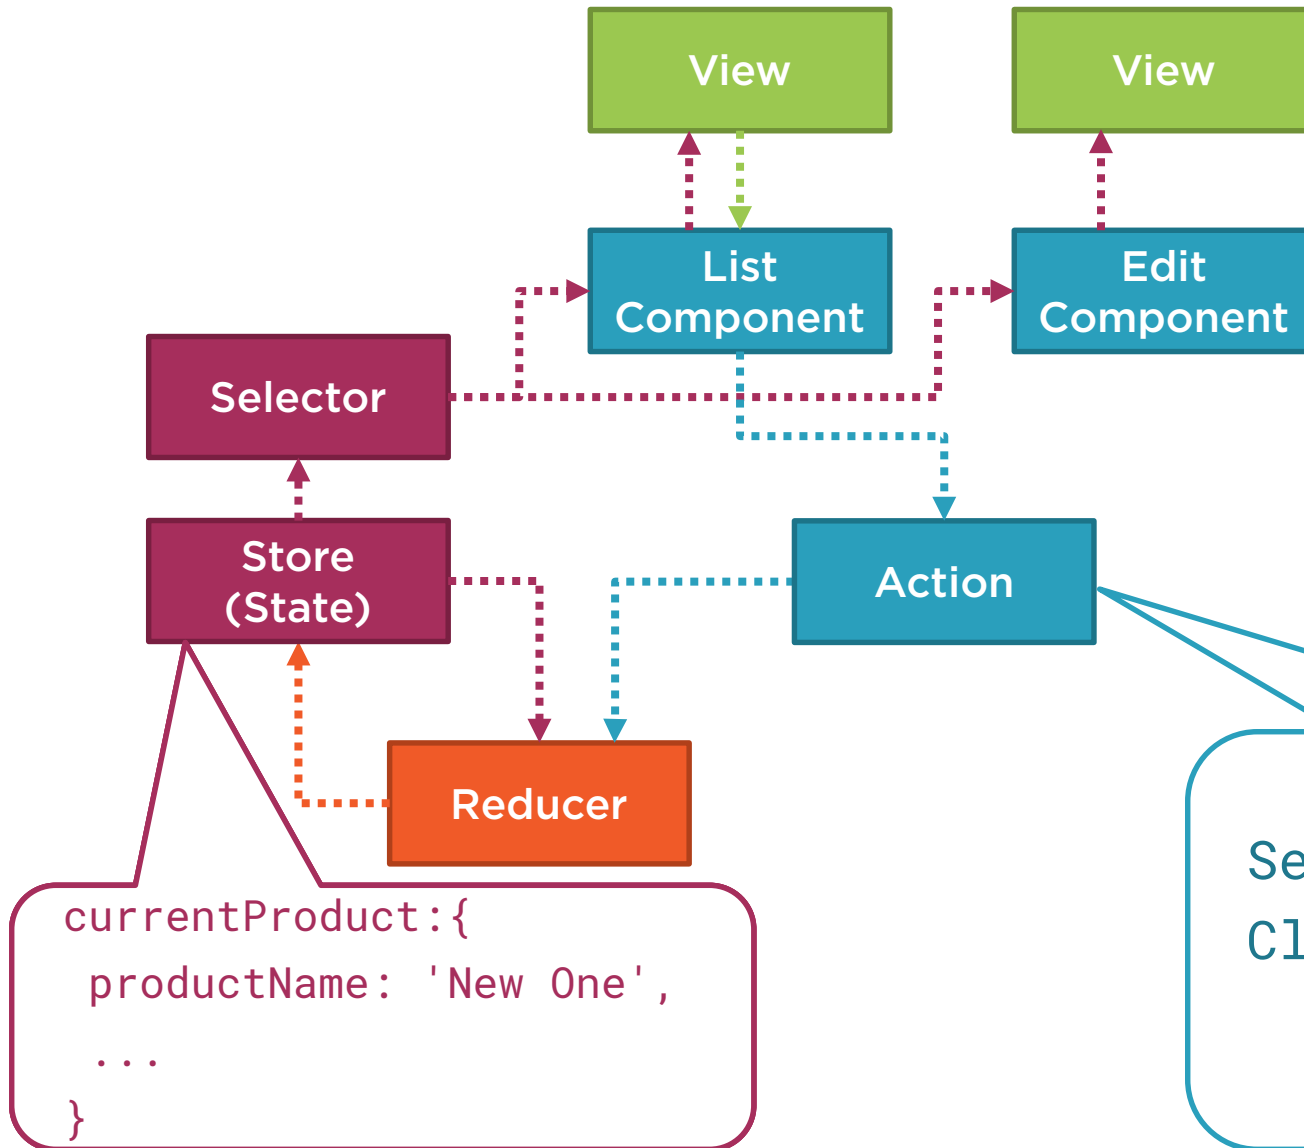 View
View
List
Component
Edit
Component
Selector
Store
(State)
Action
Reducer
currentProduct:{
productName: 'New One',
...
}